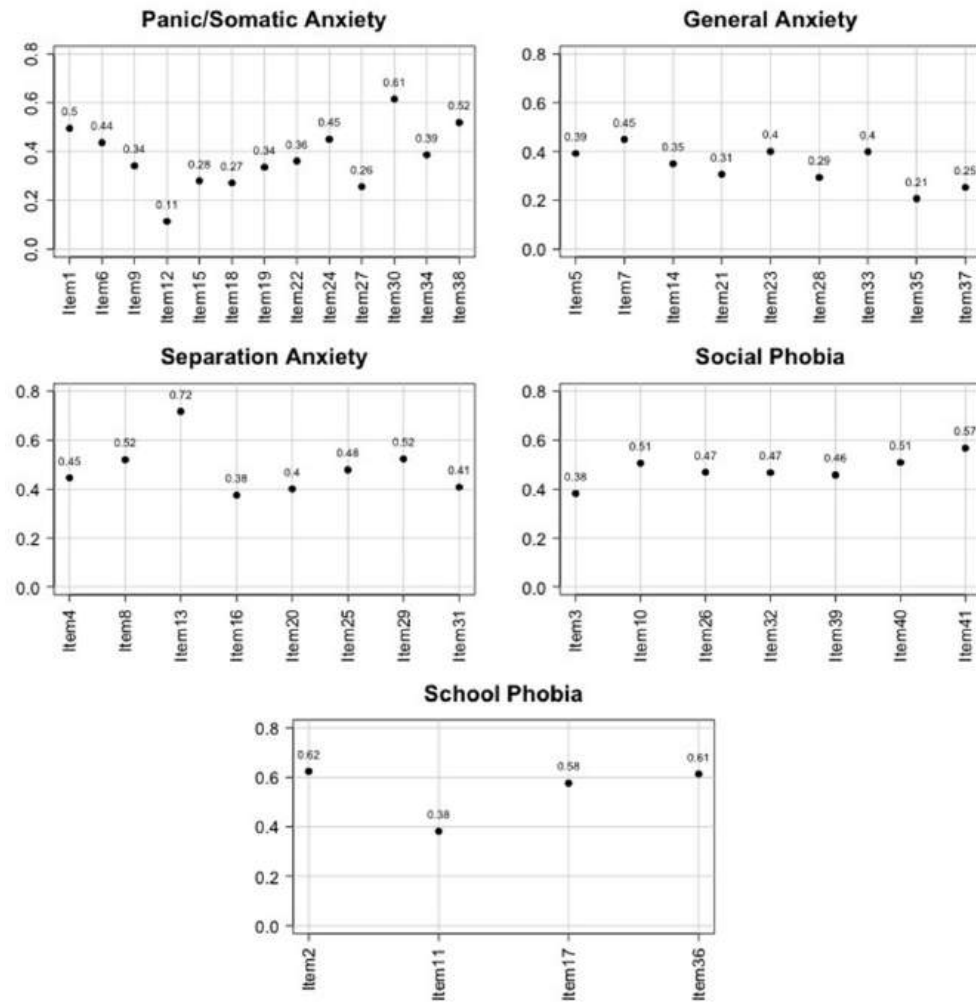 Panic/Somatic Anxiety
0.8
0.6
0.4
0.2
0.0
0.5
0.44
0.34
0.11
0.28
0.27
0.34
0.36
0.45
0.26
0.61
0.39
0.52
Item1
Item6
Item9
Item12
Item15
Item18
Item19
Item22
Item24
Item27
Item30
Item34
Item38
General Anxiety
0.8
0.6
0.4
0.2
0.0
0.39
0.45
0.35
0.31
0.4
0.29
0.4
0.21
0.25
Item5
Item7
Item14
Item21
Item23
Item28
Item33
Item35
Item37
Separation Anxiety
0.8
0.6
0.4
0.2
0.0
0.45
0.52
0.72
0.38
0.4
0.48
0.52
0.41
Item4
Item8
Item13
Item16
Item20
Item25
Item29
Item31
Social Phobia
0.8
0.6
0.4
0.2
0.0
0.38
0.51
0.47
0.47
0.46
0.51
0.57
Item3
Item10
Item26
Item32
Item39
Item40
Item41
School Phobia
0.8
0.6
0.4
0.2
0.0
0.62
0.38
0.58
0.61
Item2
Item11
Item17
Item36